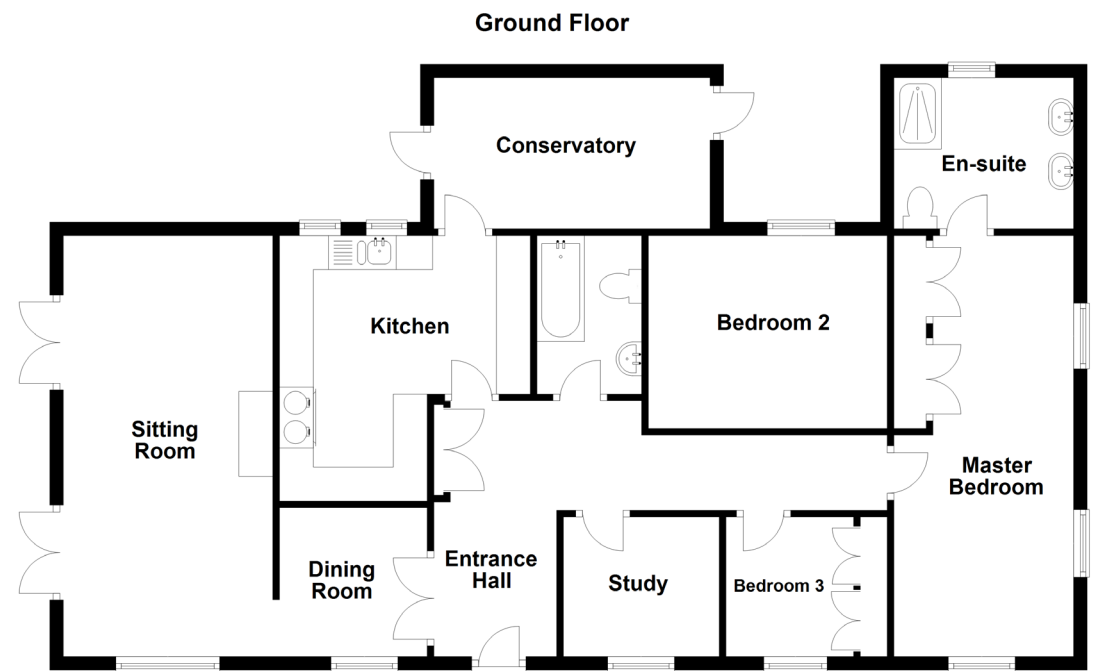 Ground Floor
Conservatory
En-suite
Kitchen
Bedroom 2
Sitting
Room
Master
Bedroom
Dining
Room
Entrance
Hall
Study
Bedroom 3